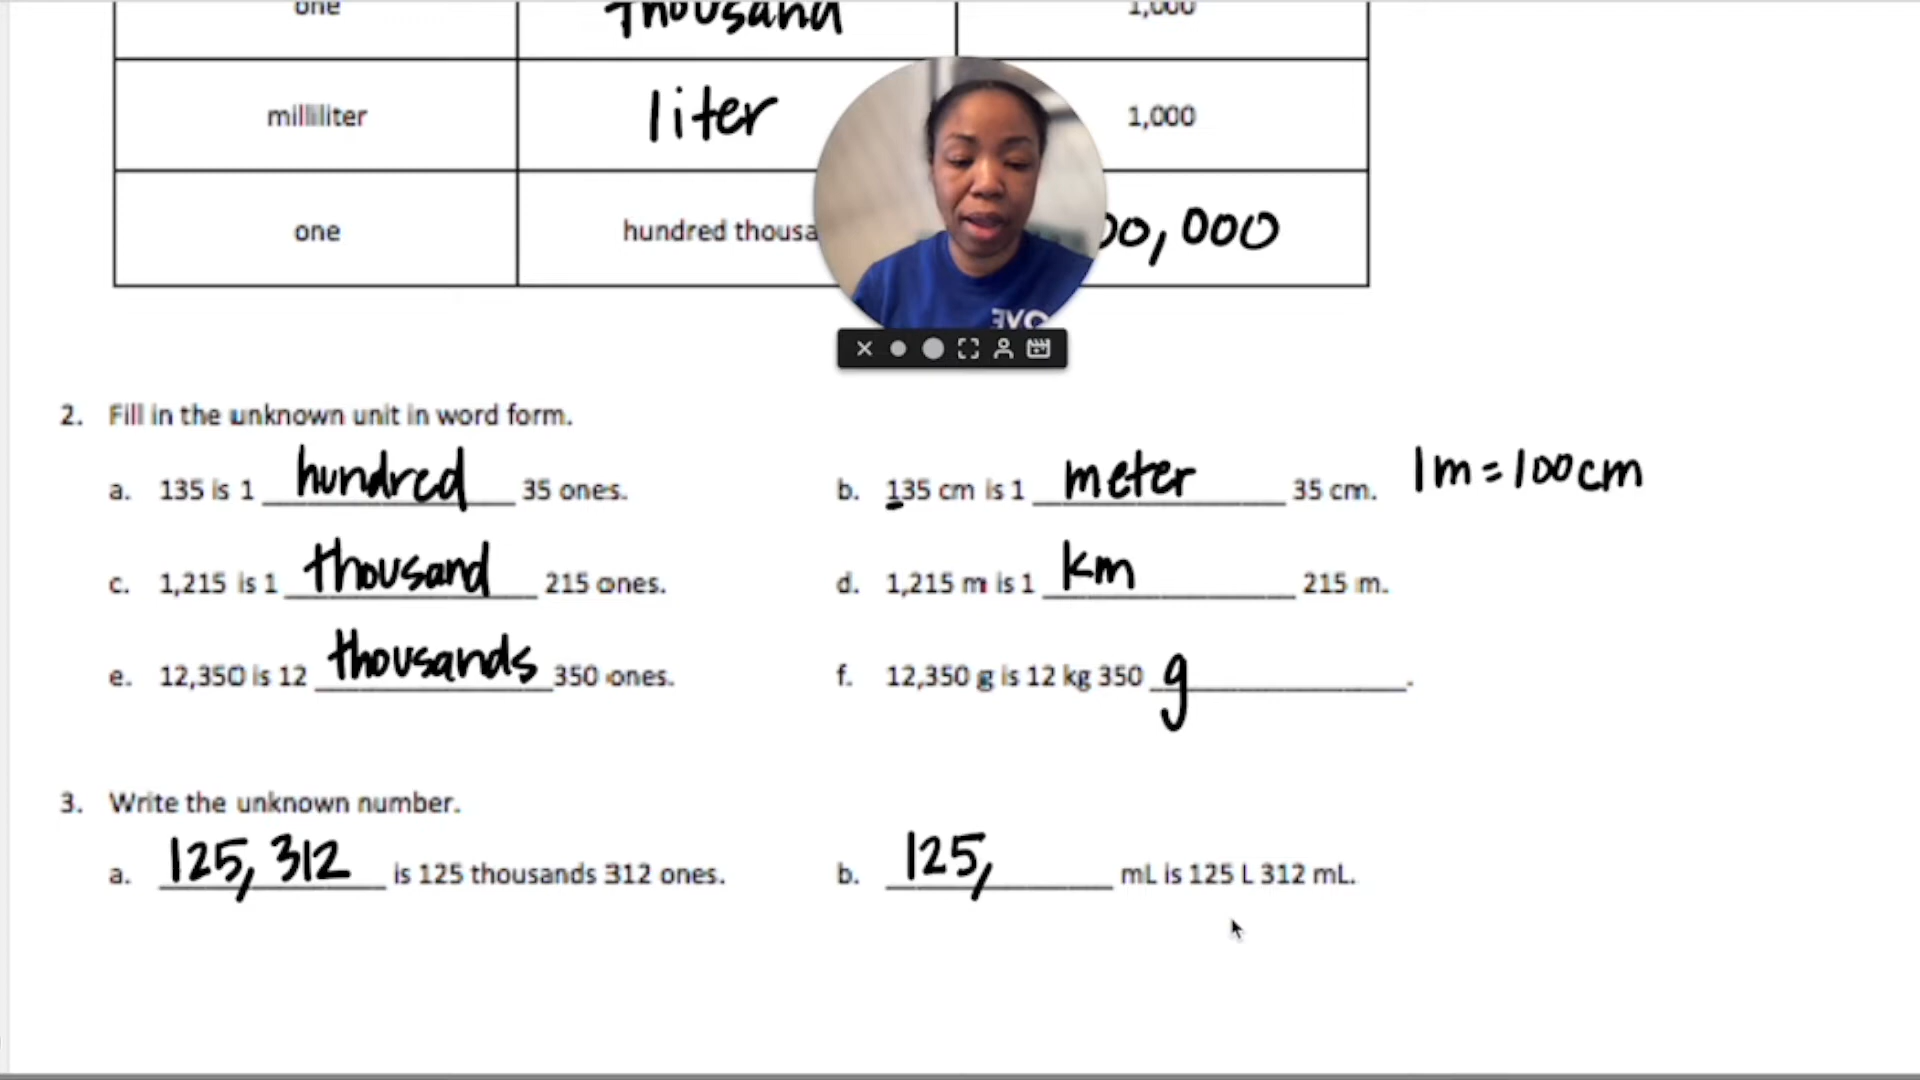 one thousand 1,000
milliliter liter 1,000
one hundred 00,000
2. Fill in the unknown unit in word form.
a. 135 is 1 hundred 35 ones. b. 135 cm is 1 meter 35 cm. 1m = 100cm
c. 1,215 is 1 thousand 215 ones. d. 1,215 m is 1 km 215 m.
e. 12,350 is 12 thousands 350 ones. f. 12,350 g is 12 kg 350 g.
3. Write the unknown number.
a. 125, 312 is 125 thousands 312 ones. b. 125, mL is 125 L 312 mL.